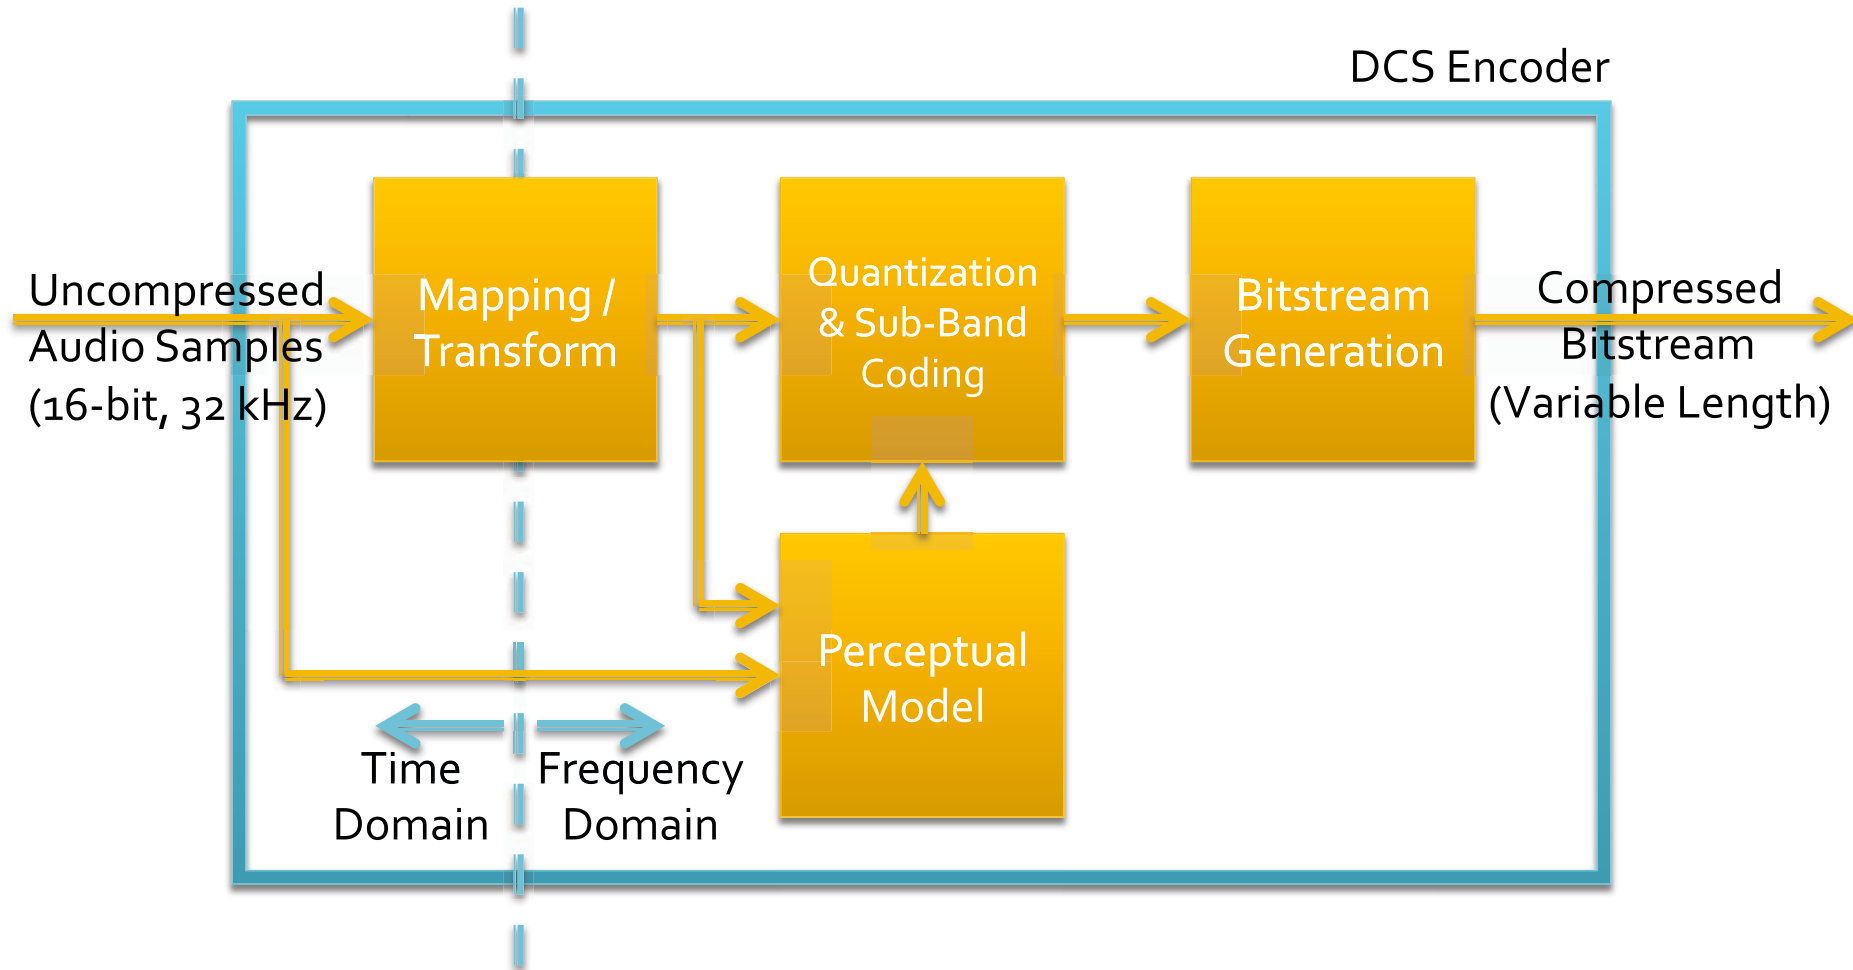 DCS Encoder
Uncompressed
Audio Samples
(16-bit, 32 kHz)
Mapping /
Transform
Quantization
& Sub-Band
Coding
Bitstream
Generation
Compressed
Bitstream
(Variable Length)
Perceptual
Model
Time
Domain
Frequency
Domain